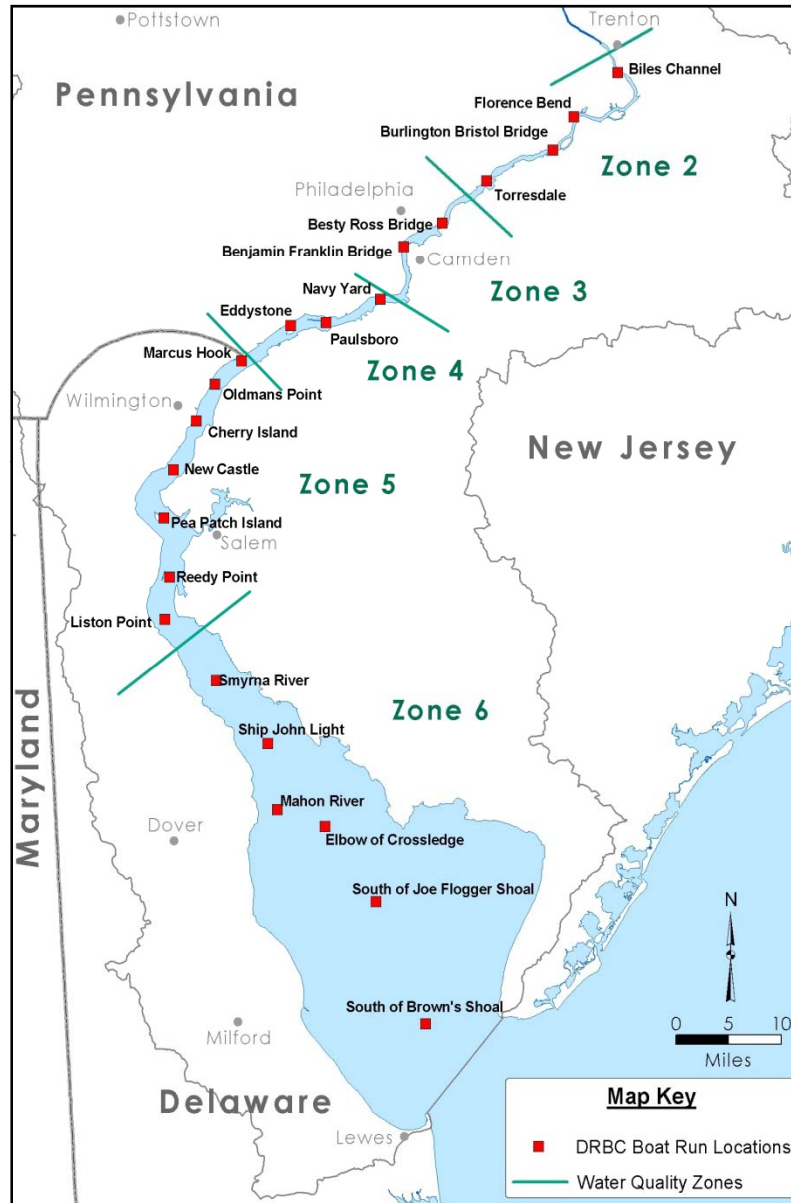 Pottstown
Trenton
Biles Channel
Pennsylvania
Florence Bend
Burlington Bristol Bridge
Zone 2
Philadelphia
Torresdale
Besty Ross Bridge
Benjamin Franklin Bridge
Camden
Navy Yard
Zone 3
Eddystone
Paulsboro
Marcus Hook
Zone 4
Oldmans Point
Wilmington
Cherry Island
New Jersey
New Castle
Zone 5
Pea Patch Island
Salem
Reedy Point
Liston Point
Smyrna River
Maryland
Zone 6
Ship John Light
Mahon River
Dover
Elbow of Crossledge
South of Joe Flogger Shoal
N
South of Brown's Shoal
Milford
0 5 10
Miles
Delaware
Lewes
Map Key
DRBC Boat Run Locations
Water Quality Zones